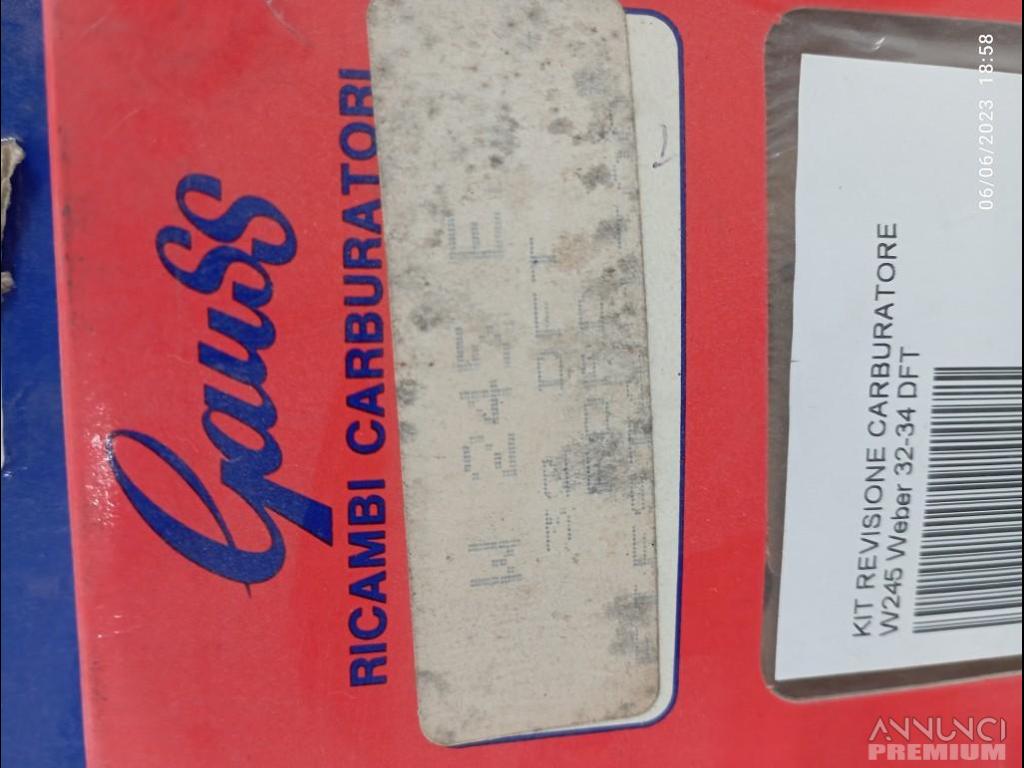 Gauss
RICAMBI CARBURATORI
W 245 E
DFT
KIT REVISIONE CARBURATORE
W245 Weber 32-34 DFT
06/06/2023 18:58
ANNUNCI
PREMIUM